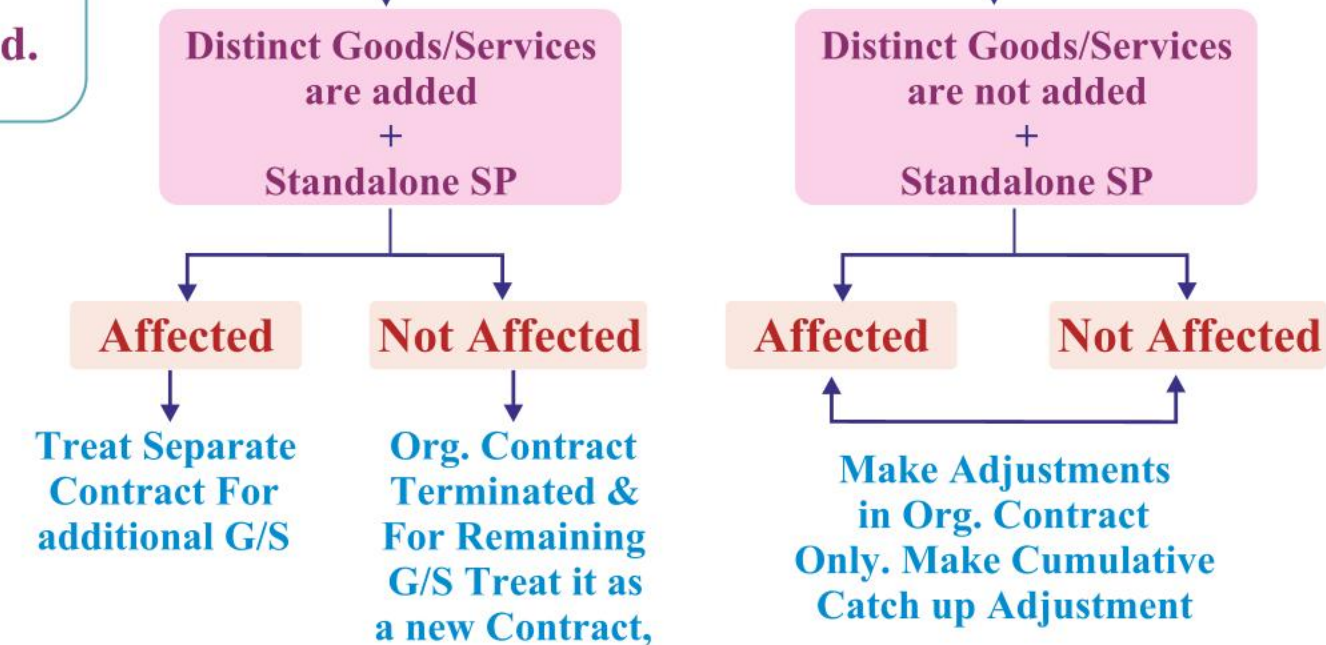 d.
Distinct Goods/Services
are added
+
Standalone SP
Distinct Goods/Services
are not added
+
Standalone SP
Affected
Not Affected
Affected
Not Affected
Treat Separate
Contract For
additional G/S
Org. Contract
Terminated &
For Remaining
G/S Treat it as
a new Contract,
Make Adjustments
in Org. Contract
Only. Make Cumulative
Catch up Adjustment